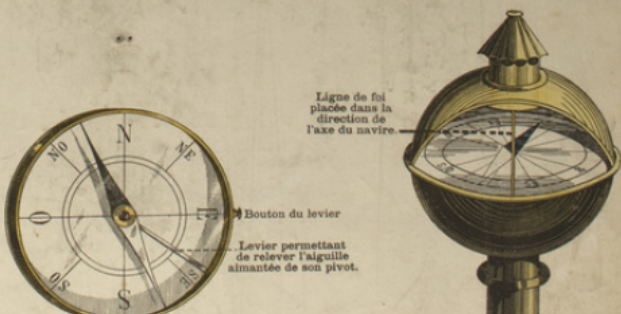 N
NO
NE
O
E
SO
SE
S
Bouton du levier
Levier permettant
de relever l'aiguille
aimantée de son pivot.
Ligne de foi
placée dans la
direction de
l'axe du navire.